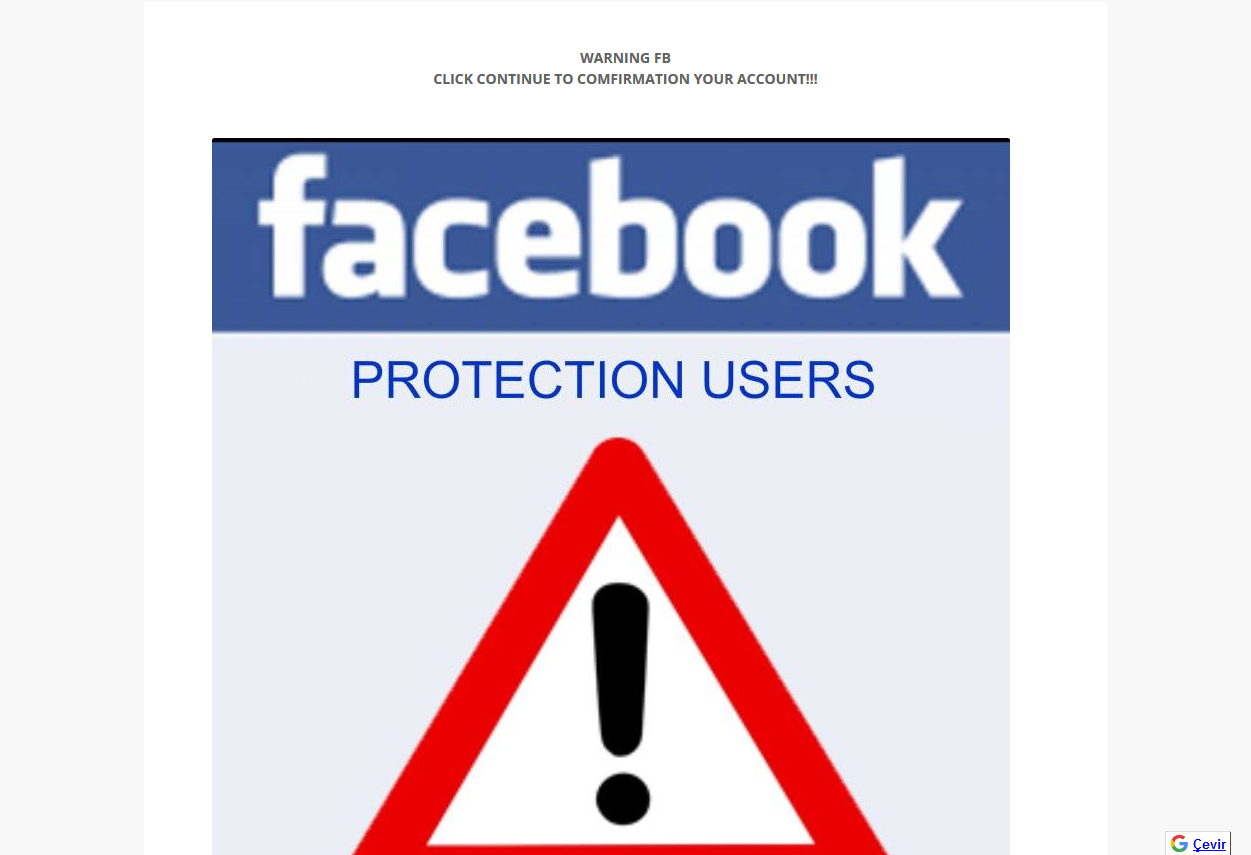 WARNING FB
CLICK CONTINUE TO COMFIRMATION YOUR ACCOUNT!!!
facebook
PROTECTION USERS
Çevir